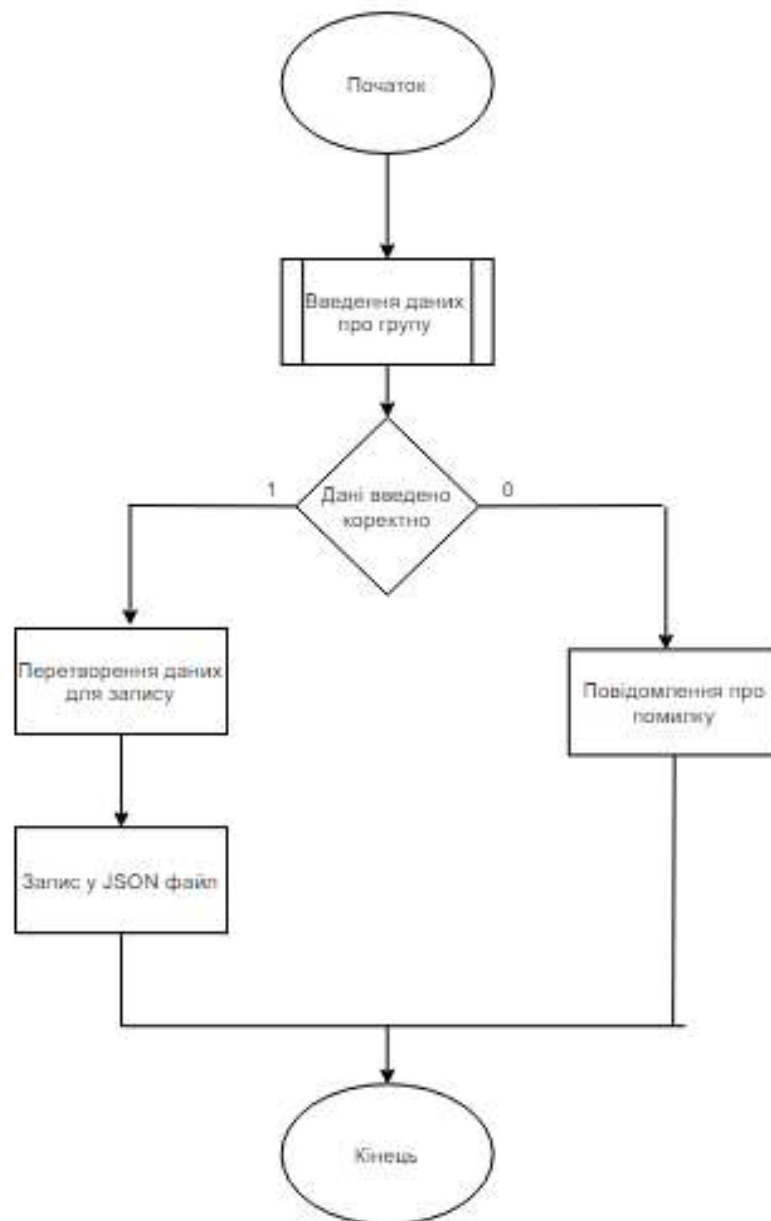 Початок
Введення даних
про групу
1
Дані введено
коректно
0
Перетворення даних
для запису
Повідомлення про
помилку
Запис у JSON файл
Кінець